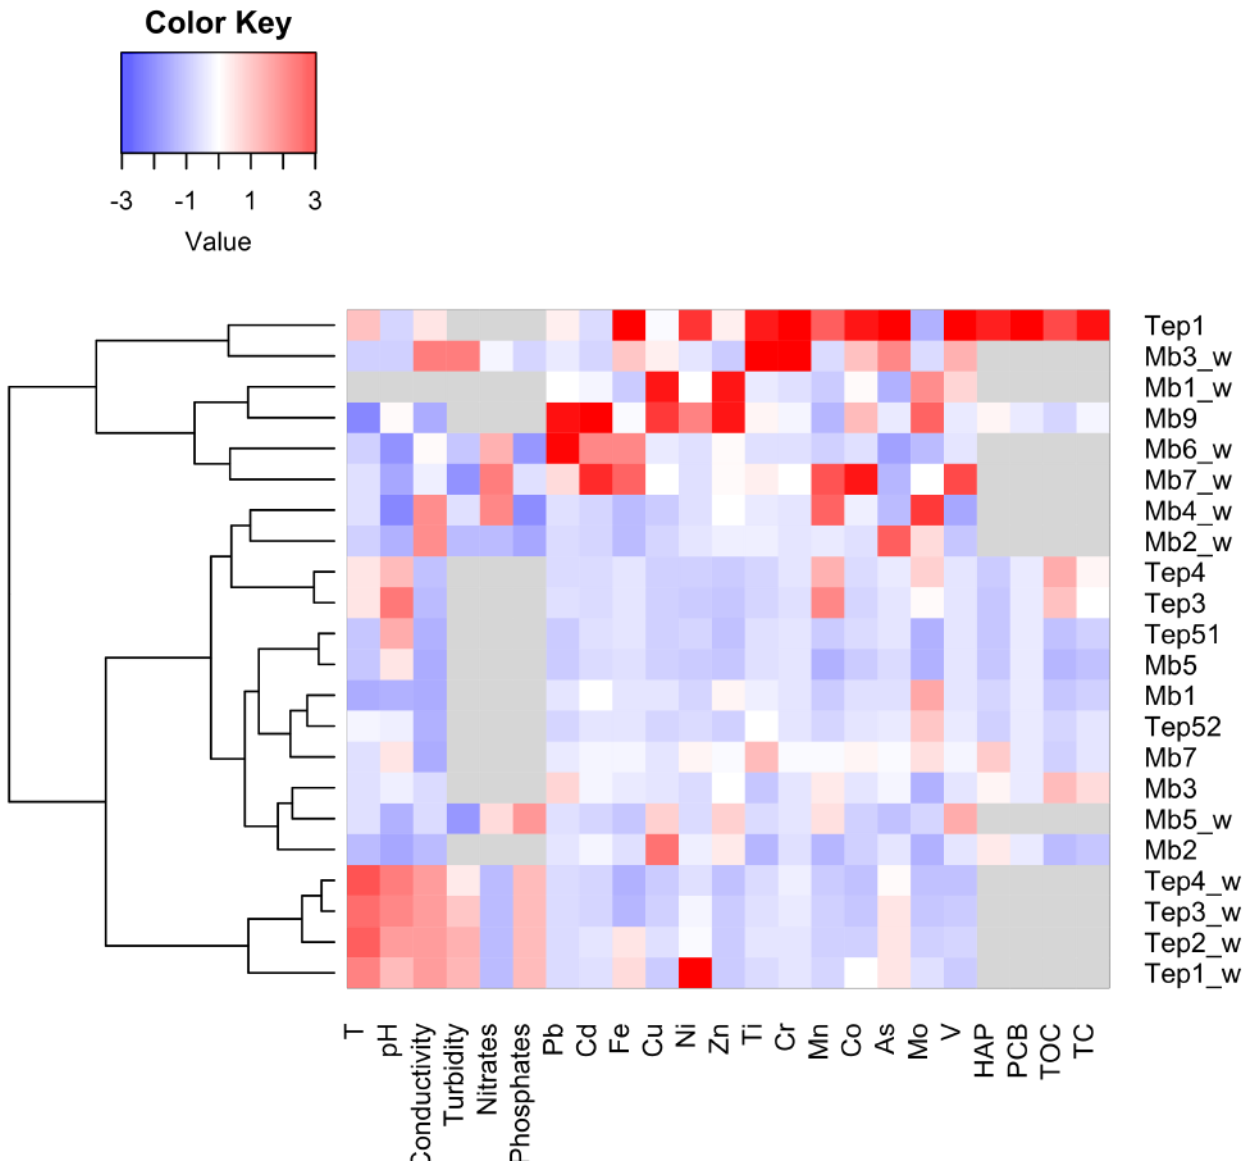 Color Key
-3 -1 1 3
Value
Tep1
Mb3_w
Mb1_w
Mb9
Mb6_w
Mb7_w
Mb4_w
Mb2_w
Tep4
Tep3
Tep51
Mb5
Mb1
Tep52
Mb7
Mb3
Mb5_w
Mb2
Tep4_w
Tep3_w
Tep2_w
Tep1_w
T
pH
Conductivity
Turbidity
Nitrates
Phosphates
Pb
Cd
Fe
Cu
Ni
Zn
Ti
Cr
Mn
Co
As
Mo
V
HAP
PCB
TOC
TC